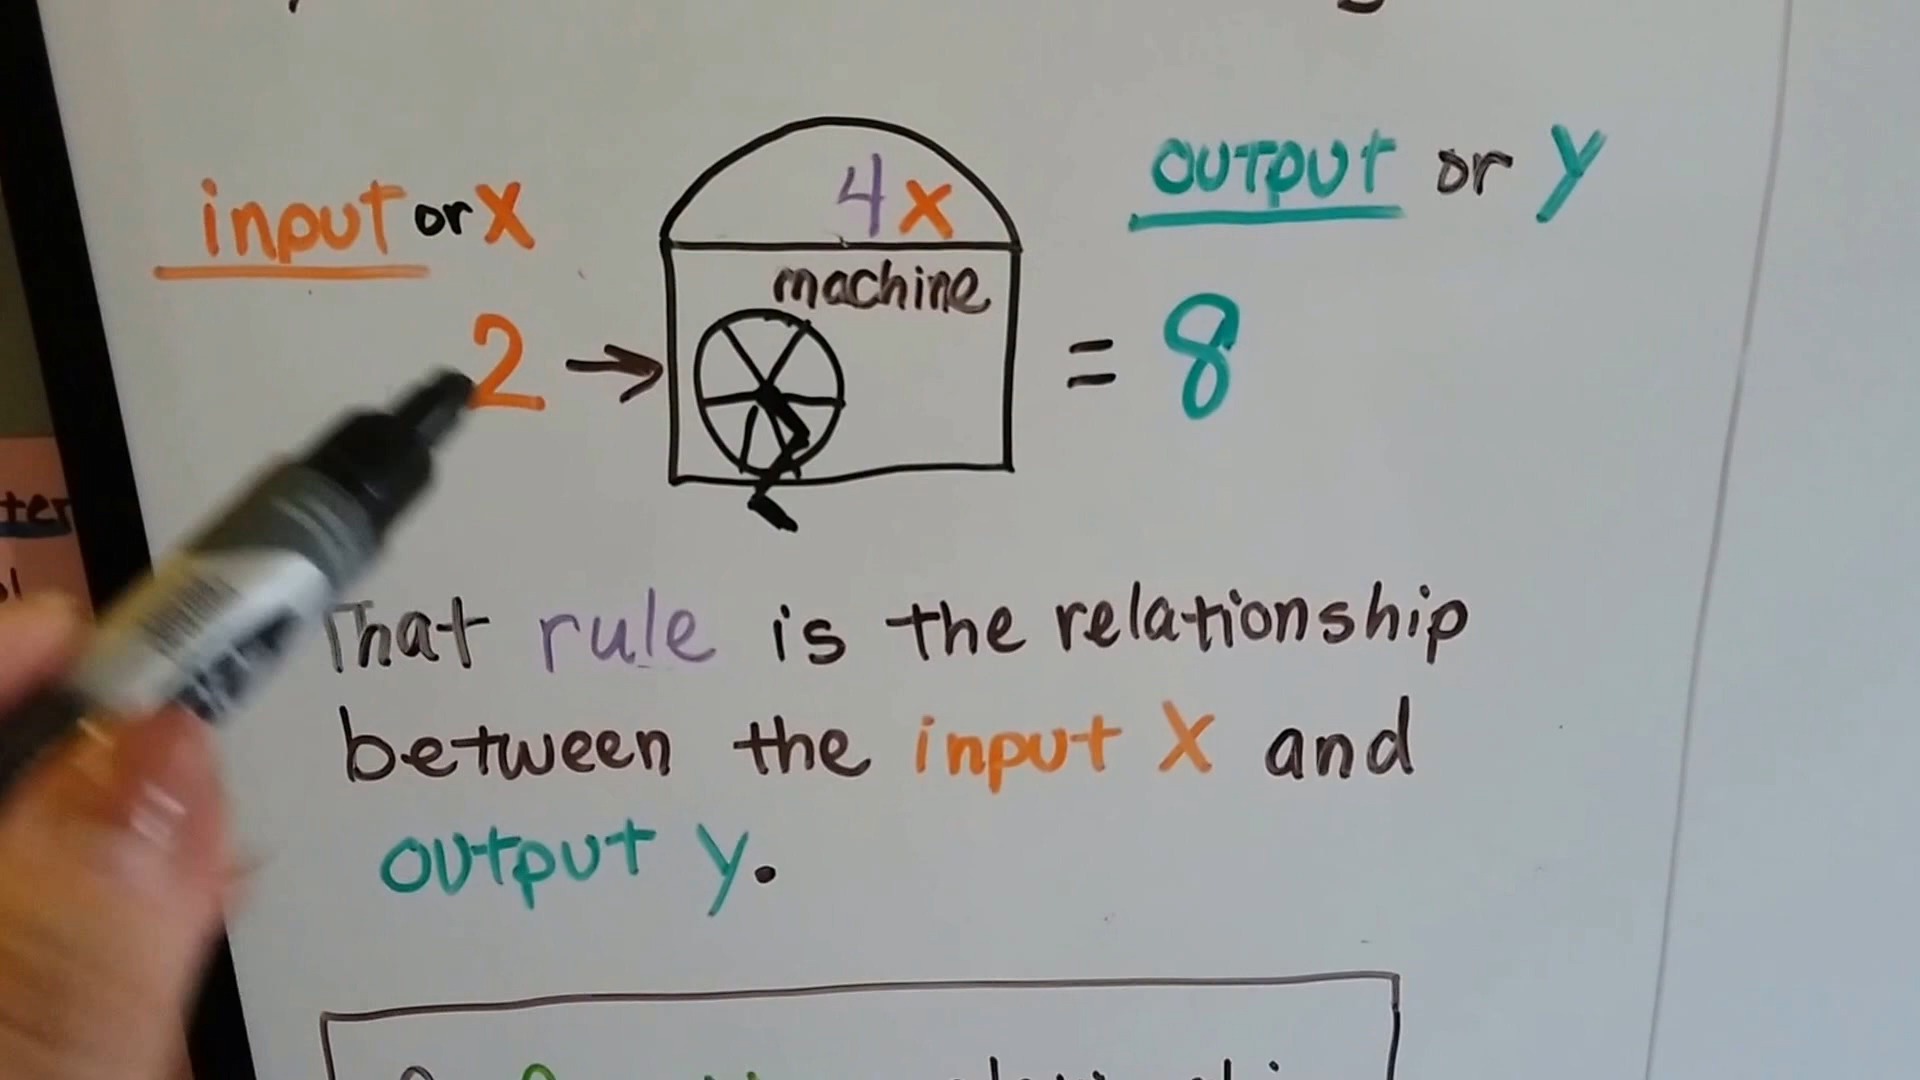 input or X
4x
output or y
machine
2 → = 8
That rule is the relationship
between the input X and
output y.